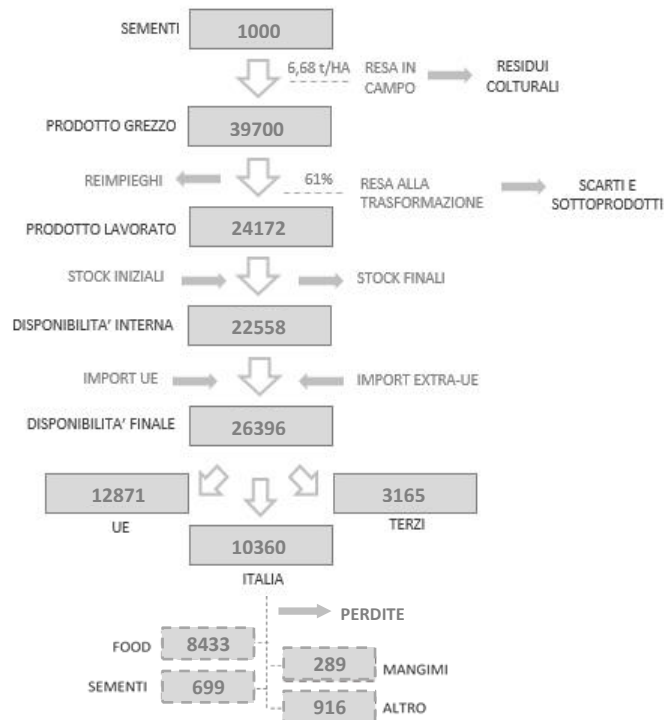 SEMENTI
1000
6,68 t/HA
RESA IN
CAMPO
RESIDUI
COLTURALI
PRODOTTO GREZZO
39700
REIMPIEGHI
61%
RESA ALLA
TRASFORMAZIONE
SCARTI E
SOTTOPRODOTTI
PRODOTTO LAVORATO
24172
STOCK INIZIALI
STOCK FINALI
DISPONIBILITA' INTERNA
22558
IMPORT UE
IMPORT EXTRA-UE
DISPONIBILITA' FINALE
26396
12871
UE
3165
TERZI
10360
ITALIA
PERDITE
FOOD
8433
289
MANGIMI
SEMENTI
699
916
ALTRO